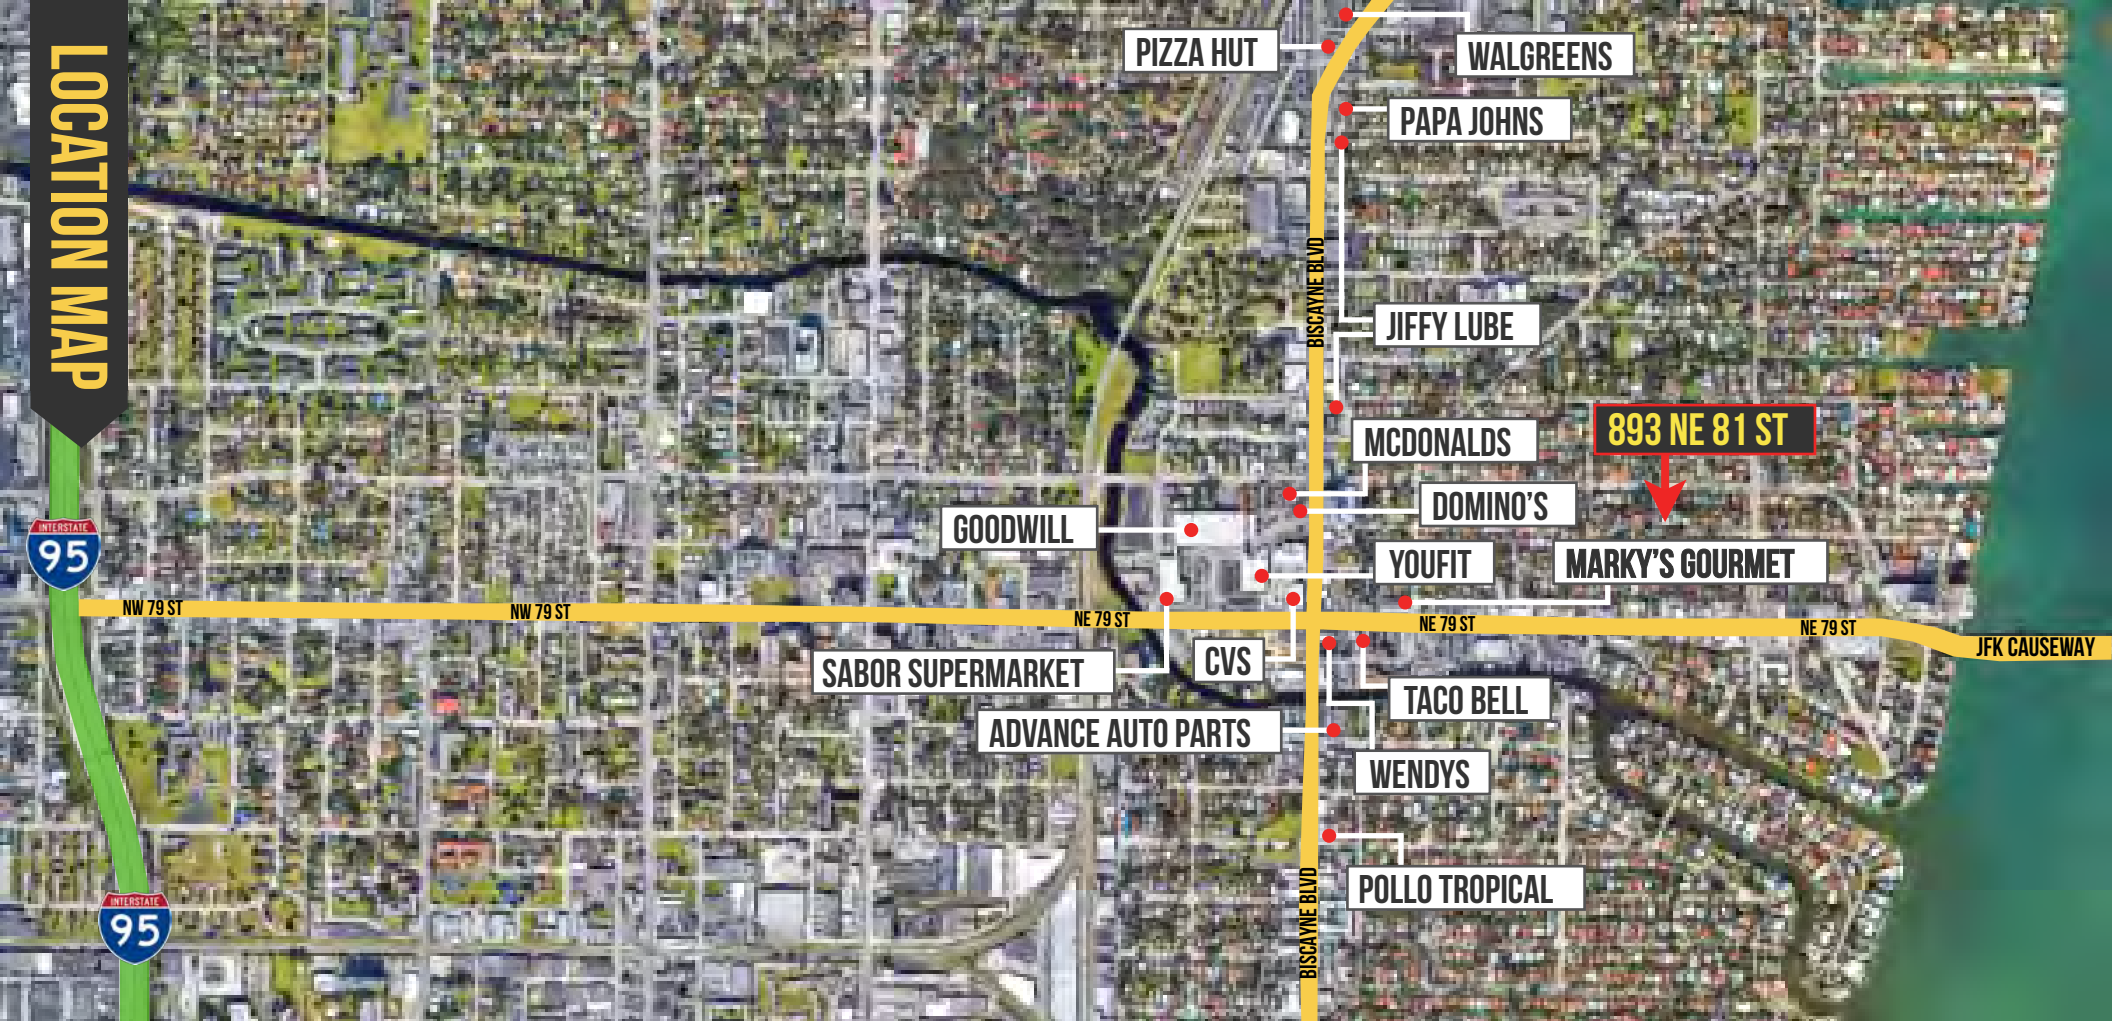 LOCATION MAP
PIZZA HUT
WALGREENS
PAPA JOHNS
BISCAYNE BLVD
JIFFY LUBE
893 NE 81 ST
MCDONALDS
DOMINO'S
GOODWILL
YOUFIT
MARKY'S GOURMET
INTERSTATE
95
NW 79 ST
NW 79 ST
NE 79 ST
NE 79 ST
NE 79 ST
JFK CAUSEWAY
SABOR SUPERMARKET
CVS
TACO BELL
ADVANCE AUTO PARTS
WENDYS
POLLO TROPICAL
INTERSTATE
95
BISCAYNE BLVD